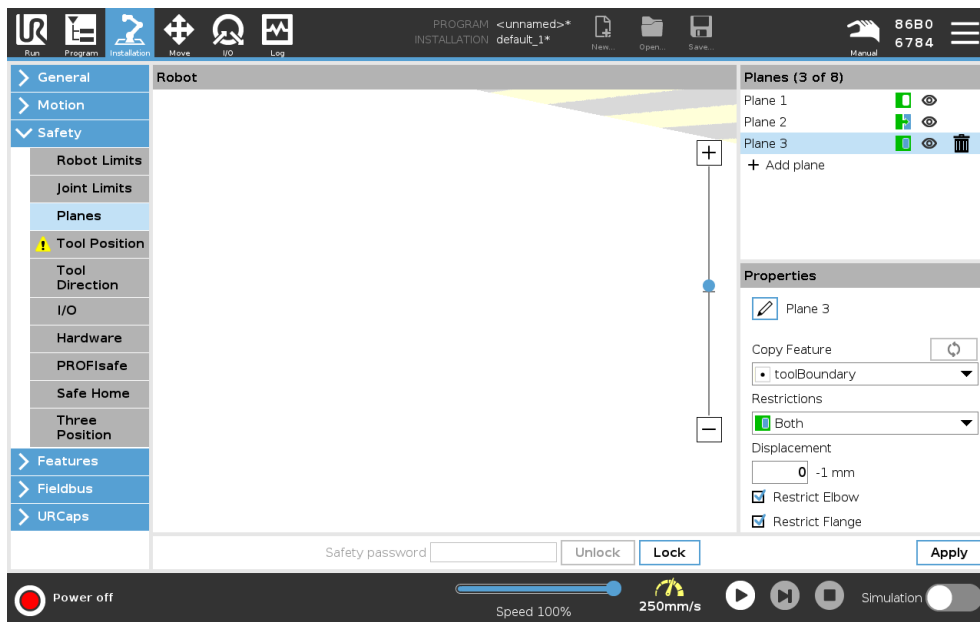 UR
PROGRAM <unnamed>*
INSTALLATION default_1*
Run Program Installation Move I/O Log New... Open... Save... Manual
86B0
6784
General
Motion
Safety
Robot Limits
Joint Limits
Planes
Tool Position
Tool
Direction
I/O
Hardware
PROFIsafe
Safe Home
Three
Position
Features
Fieldbus
URCaps
Robot
+
−
Planes (3 of 8)
Plane 1
Plane 2
Plane 3
+ Add plane
Properties
Plane 3
Copy Feature
toolBoundary
Restrictions
Both
Displacement
0 -1 mm
Restrict Elbow
Restrict Flange
Safety password Unlock Lock Apply
Power off
Speed 100%
250mm/s
Simulation